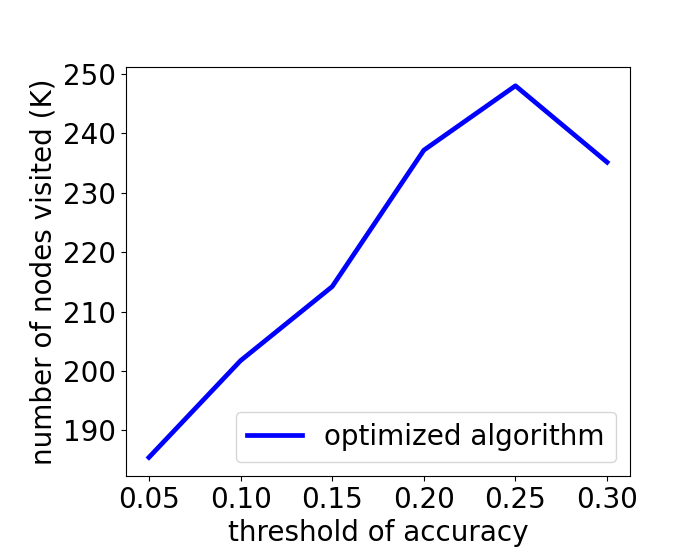 number of nodes visited (K)
250
240
230
220
210
200
190
optimized algorithm
0.05 0.10 0.15 0.20 0.25 0.30
threshold of accuracy